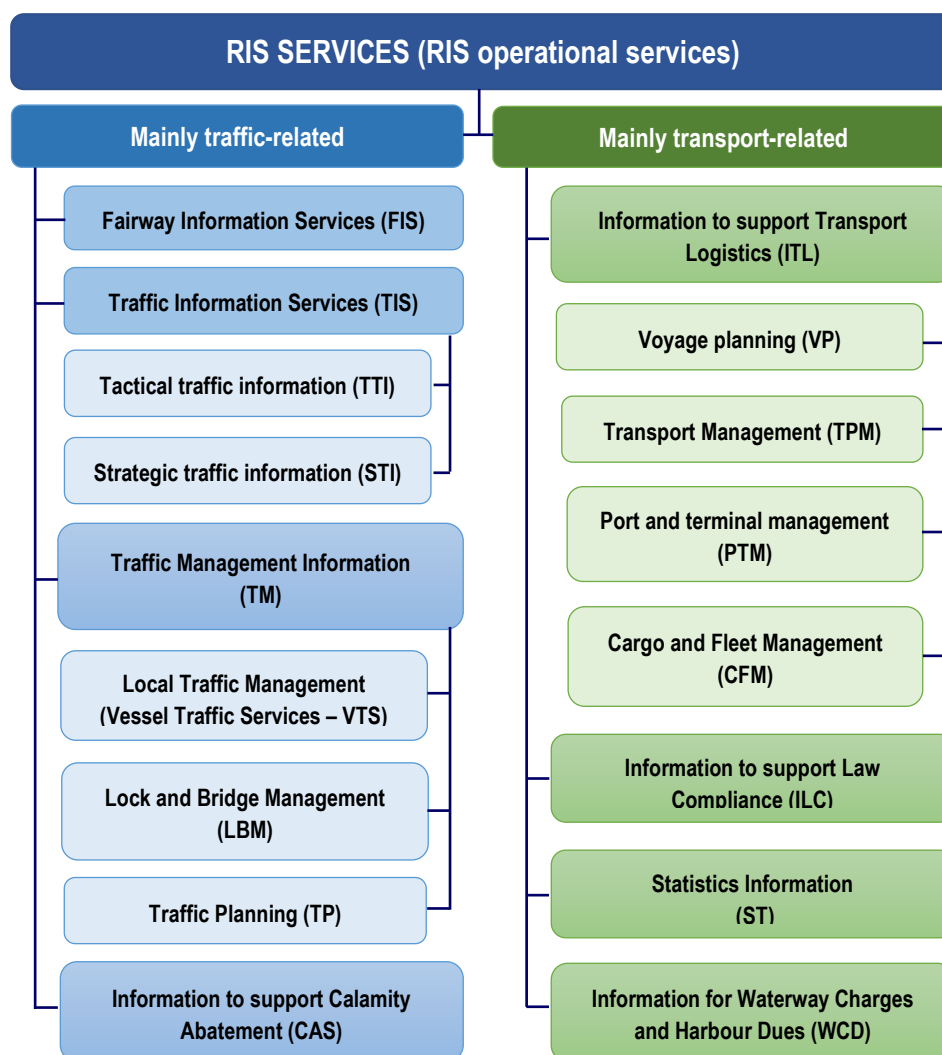 RIS SERVICES (RIS operational services)
Mainly traffic-related
Fairway Information Services (FIS)
Traffic Information Services (TIS)
Tactical traffic information (TTI)
Strategic traffic information (STI)
Traffic Management Information
(TM)
Local Traffic Management
(Vessel Traffic Services – VTS)
Lock and Bridge Management
(LBM)
Traffic Planning (TP)
Information to support Calamity
Abatement (CAS)
Mainly transport-related
Information to support Transport
Logistics (ITL)
Voyage planning (VP)
Transport Management (TPM)
Port and terminal management
(PTM)
Cargo and Fleet Management
(CFM)
Information to support Law
Compliance (ILC)
Statistics Information
(ST)
Information for Waterway Charges
and Harbour Dues (WCD)